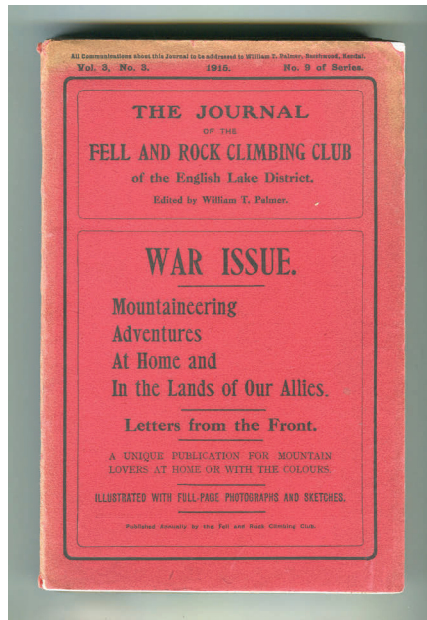 All Communications about this Journal to be addressed to William T. Palmer, Beechwood, Kendal.
Vol. 3, No. 3. 1915. No. 9 of Series.
THE JOURNAL
OF THE
FELL AND ROCK CLIMBING CLUB
of the English Lake District.
Edited by William T. Palmer.
WAR ISSUE.
Mountaineering
Adventures
At Home and
In the Lands of Our Allies.
Letters from the Front.
A UNIQUE PUBLICATION FOR MOUNTAIN
LOVERS AT HOME OR WITH THE COLOURS
ILLUSTRATED WITH FULL-PAGE PHOTOGRAPHS AND SKETCHES.
Published Annually by the Fell and Rock Climbing Club.